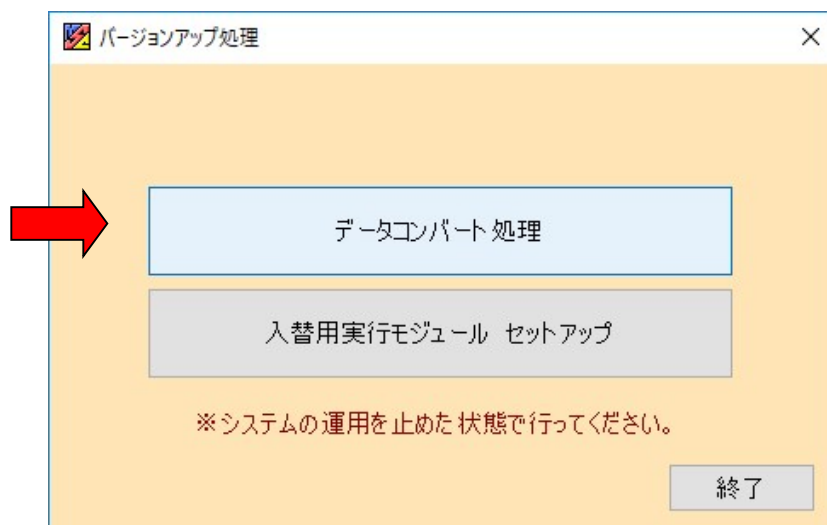 バージョンアップ処理
データコンバート処理
入替用実行モジュール セットアップ
※システムの運用を止めた状態で行ってください。
終了